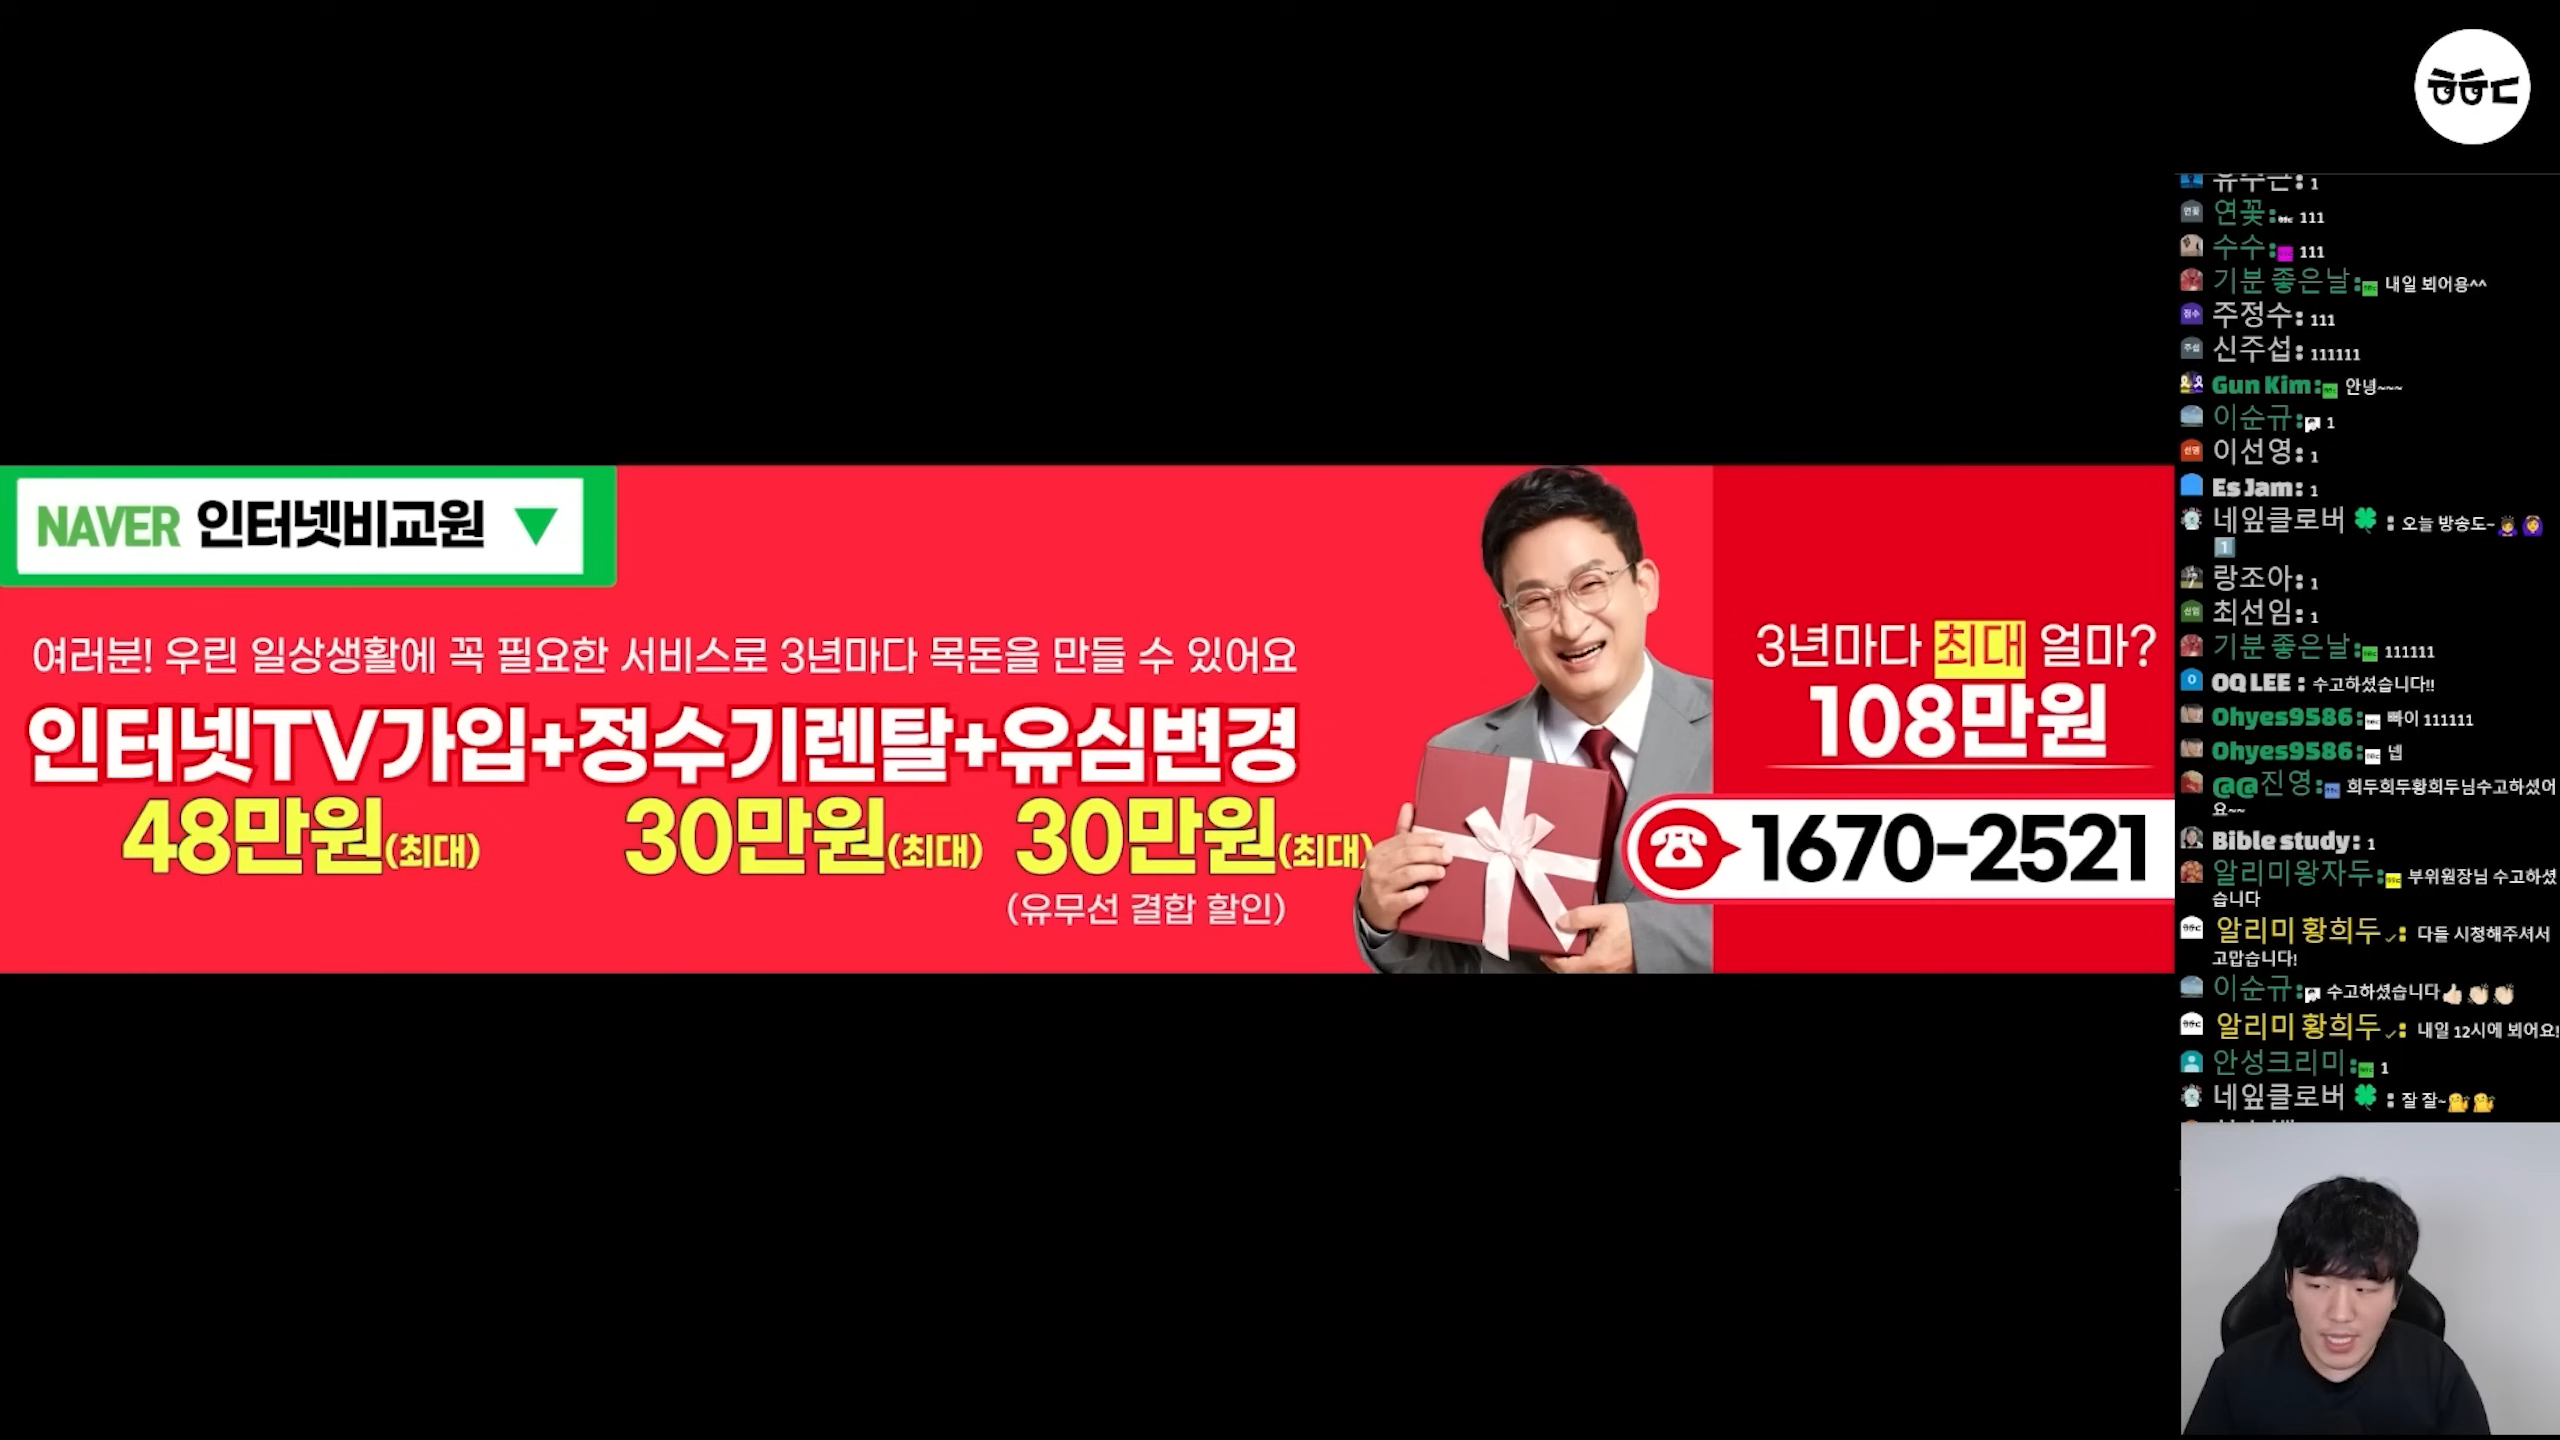 ㅎㅎㄷ
NAVER 인터넷비교원
여러분! 우린 일상생활에 꼭 필요한 서비스로 3년마다 목돈을 만들 수 있어요
인터넷TV가입+정수기렌탈+유심변경
48만원(최대) 30만원(최대) 30만원(최대)
(유무선 결합 할인)
3년마다 최대 얼마?
108만원
1670-2521
: 1
연꽃: 111
수수: 111
기분 좋은날: 내일 뵈어용^^
주정수: 111
신주섭: 111111
Gun Kim: 안녕~~~
이순규: 1
이선영: 1
Es Jam: 1
네잎클로버 🍀 : 오늘 방송도~
1
랑조아: 1
최선임: 1
기분 좋은날: 111111
OQ LEE : 수고하셨습니다!!
Ohyes9586: 빠이 111111
Ohyes9586: 넵
@@진영: 희두희두황희두님수고하셨어
요~~
Bible study: 1
알리미왕자두: 부위원장님 수고하셨
습니다
알리미 황희두 : 다들 시청해주셔서
고맙습니다!
이순규: 수고하셨습니다👍🏻👏🏻👏🏻
알리미 황희두 : 내일 12시에 뵈어요!
안성크리미: 1
네잎클로버 🍀 : 잘 잘~